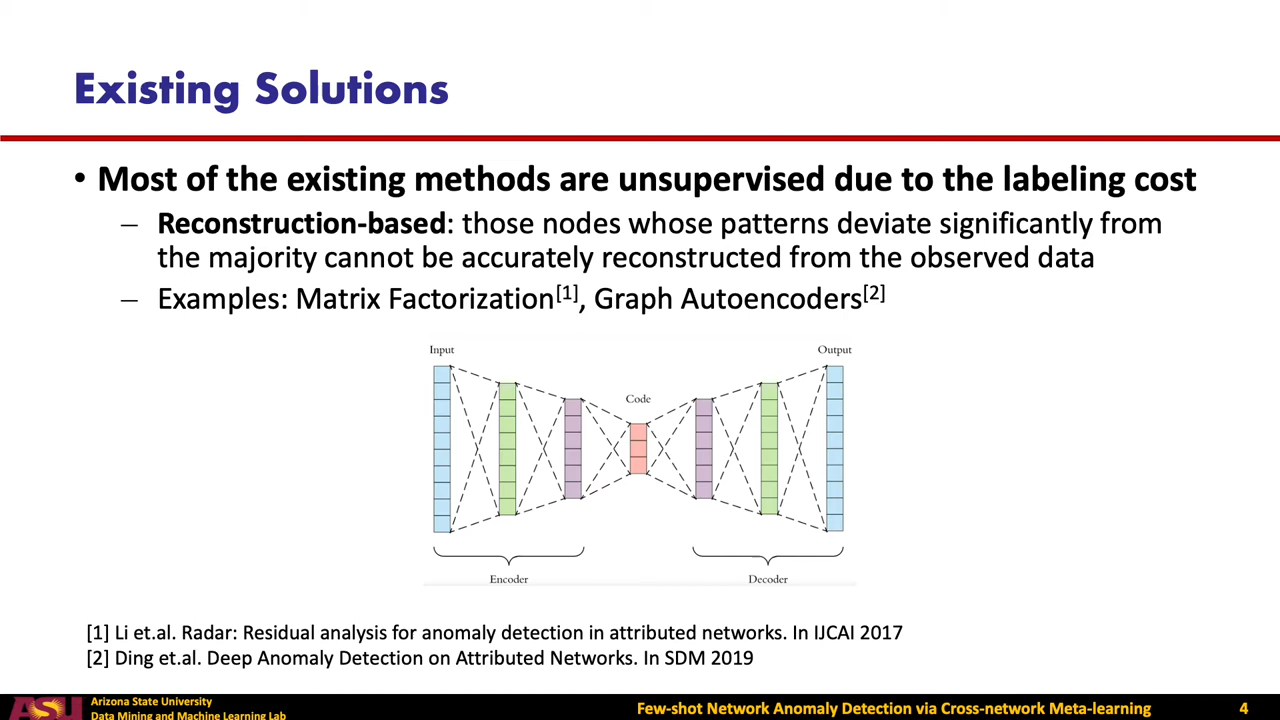 Existing Solutions
• Most of the existing methods are unsupervised due to the labeling cost
– Reconstruction-based: those nodes whose patterns deviate significantly from
the majority cannot be accurately reconstructed from the observed data
– Examples: Matrix Factorization[1], Graph Autoencoders[2]
Input
Output
Code
Encoder
Decoder
[1] Li et.al. Radar: Residual analysis for anomaly detection in attributed networks. In IJCAI 2017
[2] Ding et.al. Deep Anomaly Detection on Attributed Networks. In SDM 2019
ASU
Arizona State University
Data Mining and Machine Learning Lab
Few-shot Network Anomaly Detection via Cross-network Meta-learning
4